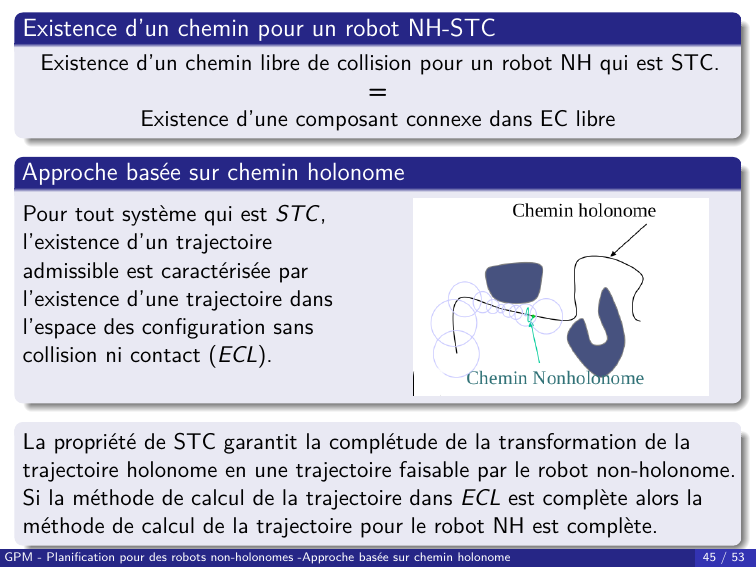 Existence d'un chemin pour un robot NH-STC
Existence d'un chemin libre de collision pour un robot NH qui est STC.
=
Existence d'une composant connexe dans EC libre
Approche basée sur chemin holonome
Pour tout système qui est STC,
l'existence d'un trajectoire
admissible est caractérisée par
l'existence d'une trajectoire dans
l'espace des configuration sans
collision ni contact (ECL).
Chemin holonome
Chemin Nonholonome
La propriété de STC garantit la complétude de la transformation de la
trajectoire holonome en une trajectoire faisable par le robot non-holonome.
Si la méthode de calcul de la trajectoire dans ECL est complète alors la
méthode de calcul de la trajectoire pour le robot NH est complète.
GPM - Planification pour des robots non-holonomes -Approche basée sur chemin holonome
45 / 53